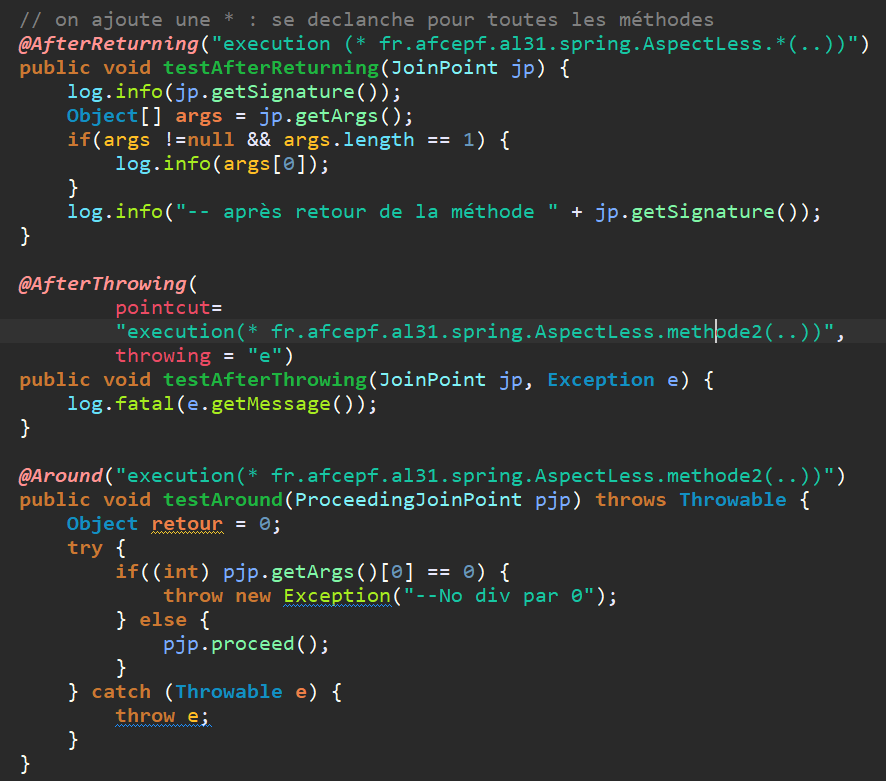 // on ajoute une * : se declanche pour toutes les méthodes
@AfterReturning("execution (* fr.afcepf.al31.spring.AspectLess.*(..))")
public void testAfterReturning(JoinPoint jp) {
    log.info(jp.getSignature());
    Object[] args = jp.getArgs();
    if(args !=null && args.length == 1) {
        log.info(args[0]);
    }
    log.info("-- après retour de la méthode " + jp.getSignature());
}

@AfterThrowing(
        pointcut=
        "execution(* fr.afcepf.al31.spring.AspectLess.methode2(..))",
        throwing = "e")
public void testAfterThrowing(JoinPoint jp, Exception e) {
    log.fatal(e.getMessage());
}

@Around("execution(* fr.afcepf.al31.spring.AspectLess.methode2(..))")
public void testAround(ProceedingJoinPoint pjp) throws Throwable {
    Object retour = 0;
    try {
        if((int) pjp.getArgs()[0] == 0) {
            throw new Exception("--No div par 0");
        } else {
            pjp.proceed();
        }
    } catch (Throwable e) {
        throw e;
    }
}